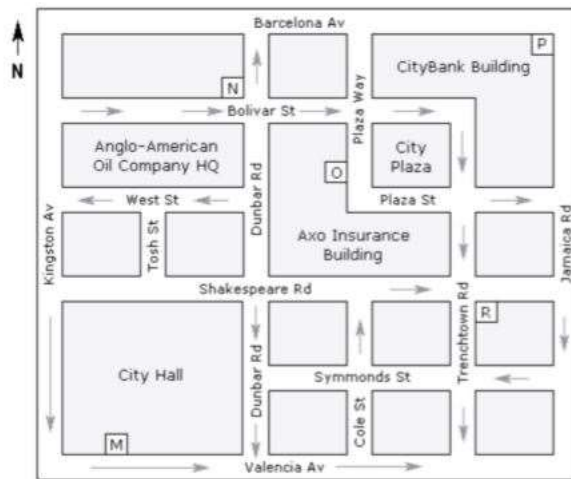 Barcelona Av
N
P
CityBank Building
N
Plaza Way
Bolivar St
Anglo-American
Oil Company HQ
Dunbar Rd
O
City
Plaza
West St
Plaza St
Kingston Av
Tosh St
Axo Insurance
Building
Jamaica Rd
Shakespeare Rd
Trenchtown Rd
R
City Hall
Dunbar Rd
Symmonds St
Cole St
M
Valencia Av